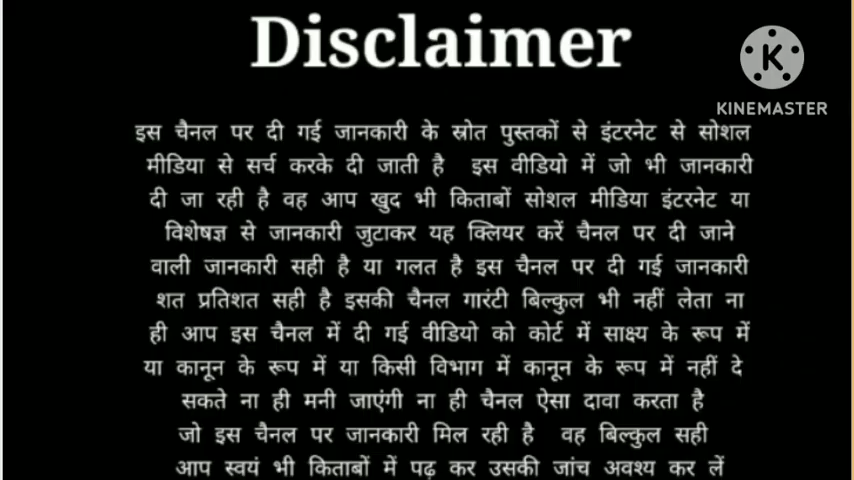 Disclaimer
KINEMASTER
इस चैनल पर दी गई जानकारी के स्रोत पुस्तकों से इंटरनेट से सोशल
मीडिया से सर्च करके दी जाती है इस वीडियो में जो भी जानकारी
दी जा रही है वह आप खुद भी किताबों सोशल मीडिया इंटरनेट या
विशेषज्ञ से जानकारी जुटाकर यह क्लियर करें चैनल पर दी जाने
वाली जानकारी सही है या गलत है इस चैनल पर दी गई जानकारी
शत प्रतिशत सही है इसकी चैनल गारंटी बिल्कुल भी नहीं लेता ना
ही आप इस चैनल में दी गई वीडियो को कोर्ट में साक्ष्य के रूप में
या कानून के रूप में या किसी विभाग में कानून के रूप में नहीं दे
सकते ना ही मनी जाएंगी ना ही चैनल ऐसा दावा करता है
जो इस चैनल पर जानकारी मिल रही है वह बिल्कुल सही
आप स्वयं भी किताबों में पढ़ कर उसकी जांच अवश्य कर लें